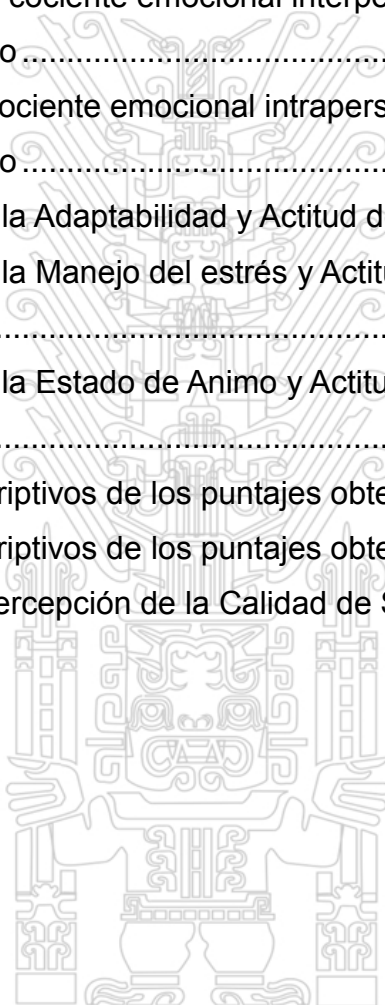 cociente emocional interpe
o.......................................
ociente emocional intrapers
o.......................................
la Adaptabilidad y Actitud d
la Manejo del estrés y Actitu
.........................................
la Estado de Animo y Actitu
.........................................
riptivos de los puntajes obte
riptivos de los puntajes obte
ercepción de la Calidad de S